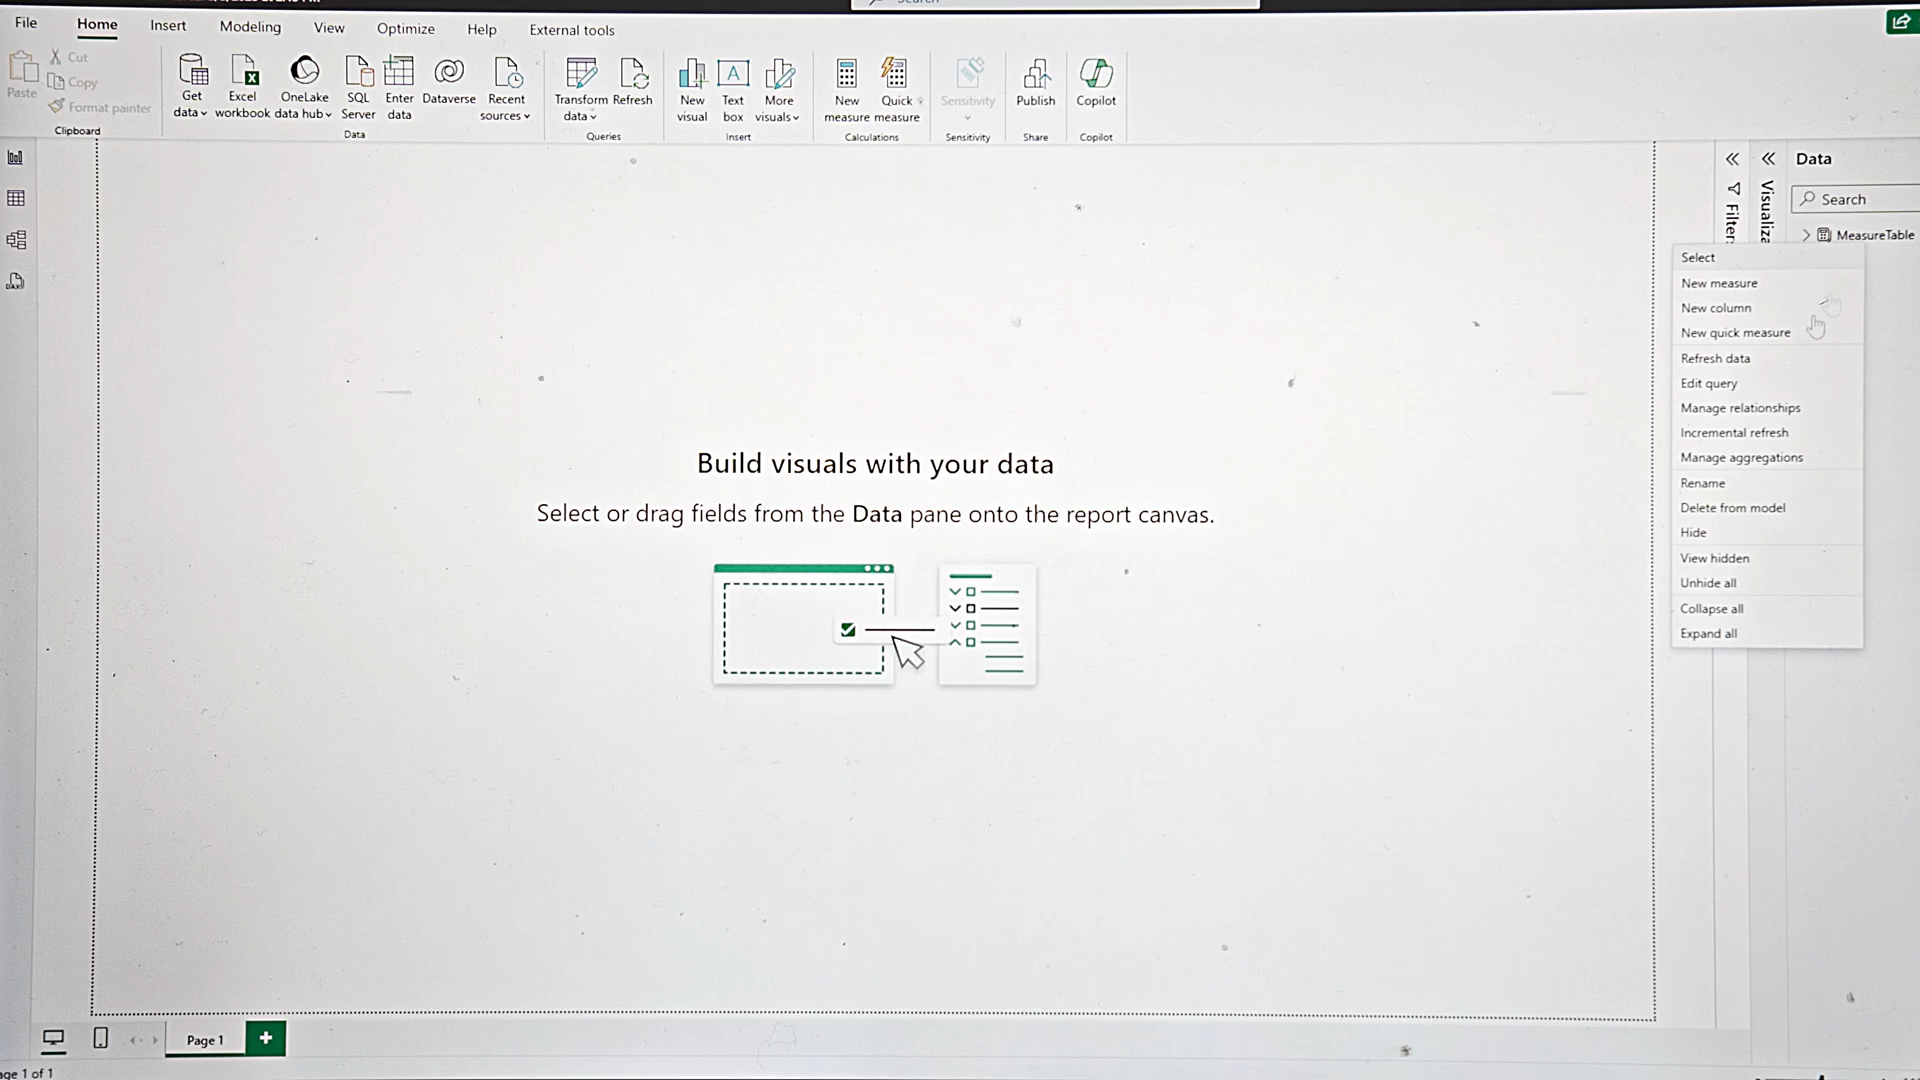 File
Home
Insert
Modeling
View
Optimize
Help
External tools
Paste
Cut
Copy
Format painter
Clipboard
Get
data
Excel
workbook
OneLake
data hub
SQL
Server
Enter
data
Dataverse
Recent
sources
Data
Transform
data
Refresh
Queries
New
visual
A
Text
box
More
visuals
Insert
New
measure
Quick
measure
Calculations
Sensitivity
Sensitivity
Publish
Share
Copilot
Copilot
Filter
Visualiza
Data
Search
MeasureTable
Select
New measure
New column
New quick measure
Refresh data
Edit query
Manage relationships
Incremental refresh
Manage aggregations
Rename
Delete from model
Hide
View hidden
Unhide all
Collapse all
Expand all
Build visuals with your data
Select or drag fields from the Data pane onto the report canvas.
Page 1
age 1 of 1